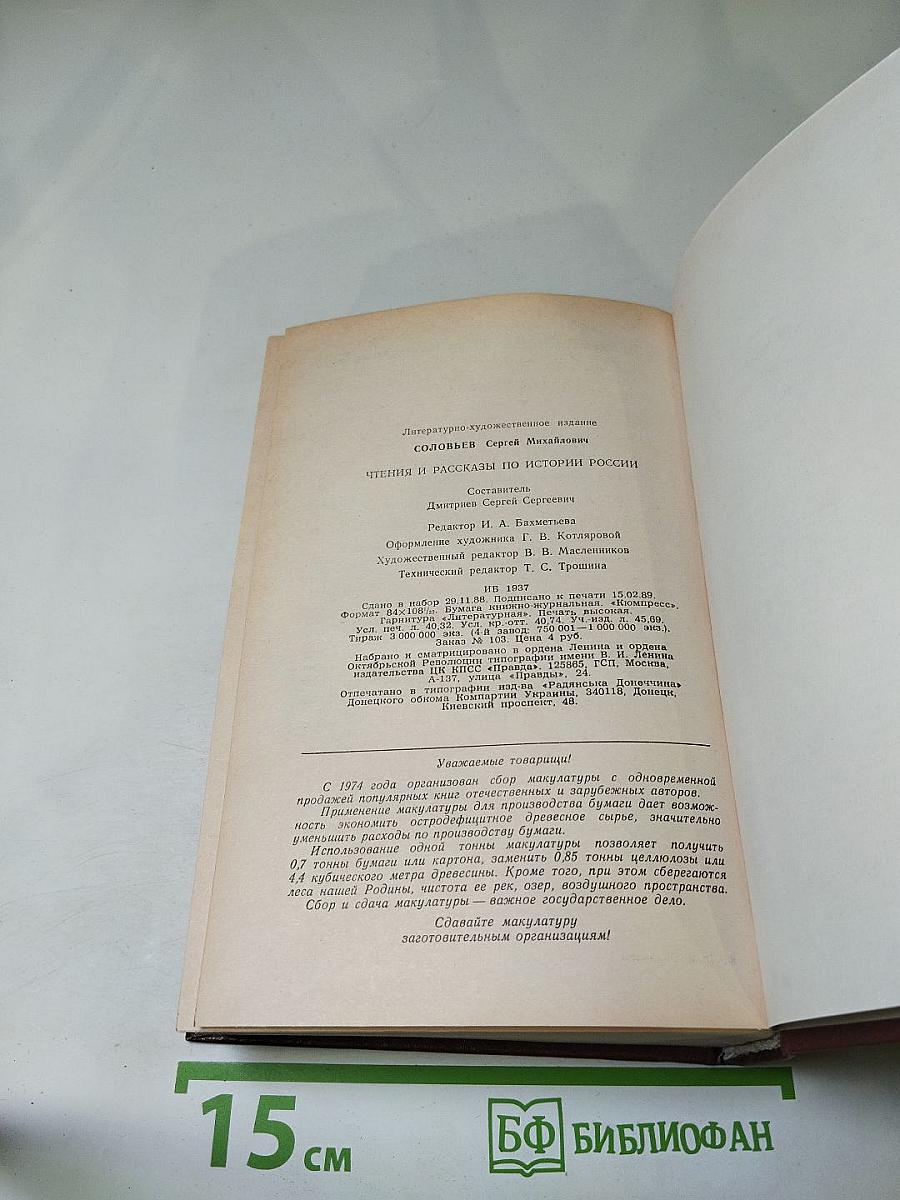 Литературно-художественное издание
СОЛОВЬЕВ Сергей Михайлович
ЧТЕНИЯ И РАССКАЗЫ ПО ИСТОРИИ РОССИИ
Составитель
Дмитриев Сергей Сергеевич
Редактор И. А. Бахметьева
Оформление художника Г. В. Котляровой
Художественный редактор В. В. Масленников
Технический редактор Т. С. Трошина
ИБ 1937
Сдано в набор 29.11.88. Подписано к печати 15.02.89.
Формат 84×108¹/₃₂. Бумага книжно-журнальная. «Кюмпресс».
Гарнитура «Литературная». Печать высокая.
Усл. печ. л. 40,32. Усл. кр.-отт. 40,74. Уч.-изд. л. 45,69.
Тираж 3 000 000 экз. (4-й завод: 750 001—1 000 000 экз.).
Заказ № 103. Цена 4 руб.
Набрано и сматрицировано в ордена Ленина и ордена
Октябрьской Революции типографии имени В. И. Ленина
издательства ЦК КПСС «Правда». 125865, ГСП, Москва,
А-137, улица «Правды», 24.
Отпечатано в типографии изд-ва «Радянська Донеччина»
Донецкого обкома Компартии Украины, 340118, Донецк,
Киевский проспект, 48.
Уважаемые товарищи!
С 1974 года организован сбор макулатуры с одновременной
продажей популярных книг отечественных и зарубежных авторов.
Применение макулатуры для производства бумаги дает возмож-
ность экономить остродефицитное древесное сырье, значительно
уменьшить расходы по производству бумаги.
Использование одной тонны макулатуры позволяет получить
0,7 тонны бумаги или картона, заменить 0,85 тонны целлюлозы или
4,4 кубического метра древесины. Кроме того, при этом сберегаются
леса нашей Родины, чистота ее рек, озер, воздушного пространства.
Сбор и сдача макулатуры — важное государственное дело.
Сдавайте макулатуру
заготовительным организациям!
15 см
БФ БИБЛИОФАН